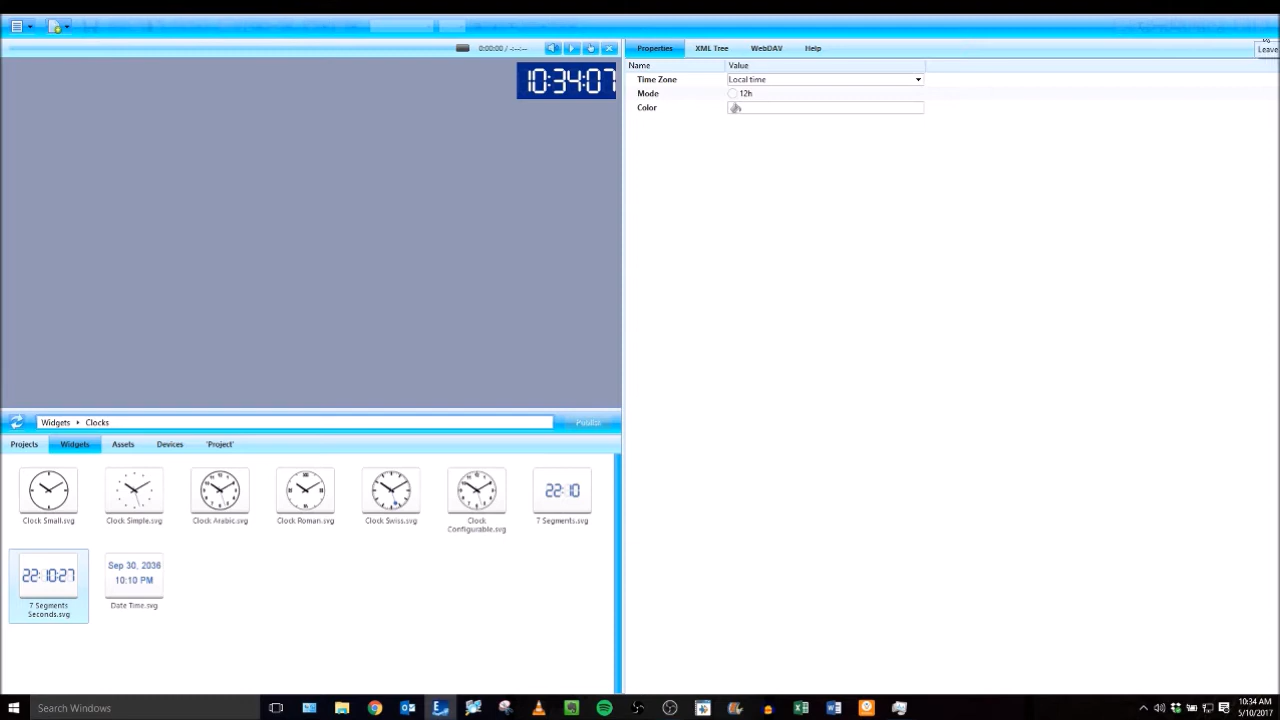 0:00:00 / -:--:--
Properties XML Tree WebDAV Help
Leave
Name Value
10:34:07
Time Zone Local time
Mode 12h
Color
Widgets Clocks Publish
Projects Widgets Assets Devices 'Project'
22:10
Clock Small.svg Clock Simple.svg Clock Arabic.svg Clock Roman.svg Clock Swiss.svg Clock Configurable.svg 7 Segments.svg
22:10:27
Sep 30, 2036
10:10 PM
7 Segments Seconds.svg Date Time.svg
Search Windows
10:34 AM
5/10/2017